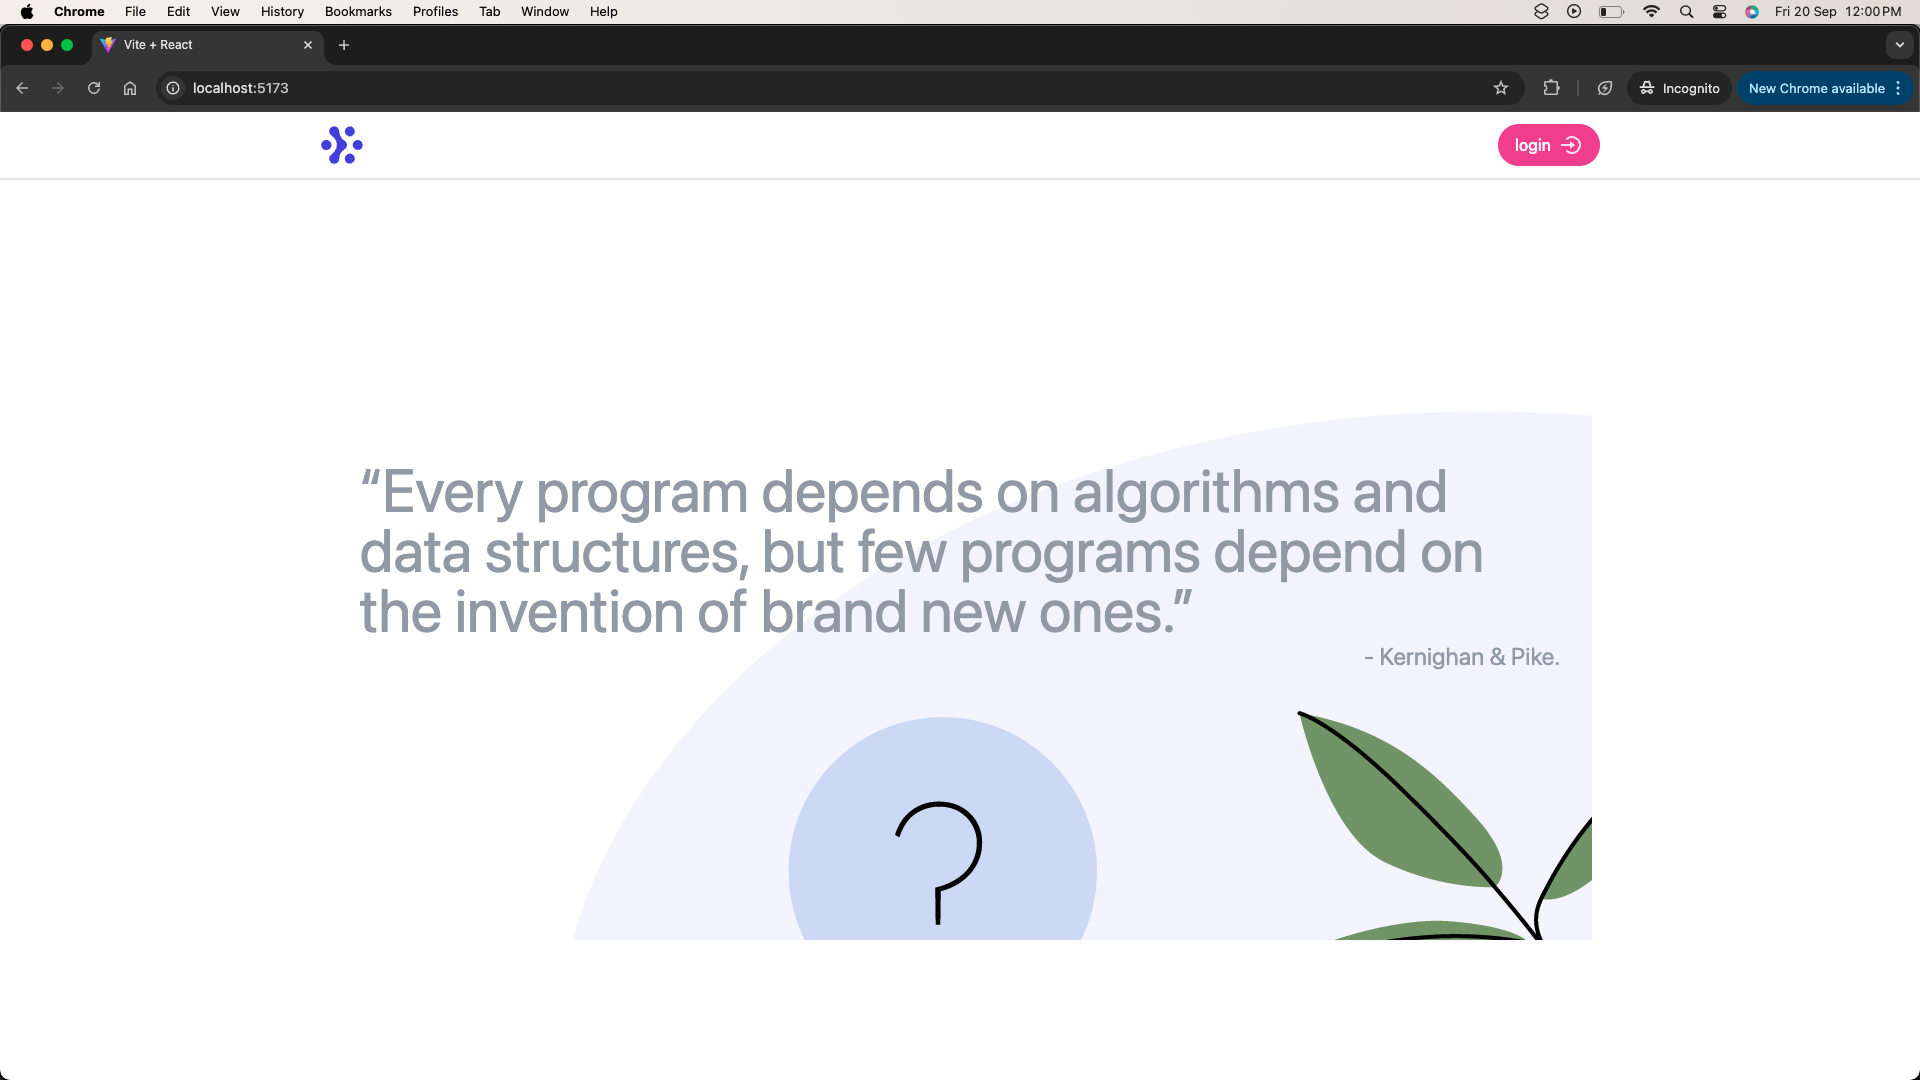 Chrome File Edit View History Bookmarks Profiles Tab Window Help Fri 20 Sep 12:00 PM
Vite + React
localhost:5173 Incognito New Chrome available
login
“Every program depends on algorithms and
data structures, but few programs depend on
the invention of brand new ones.”
- Kernighan & Pike.
?